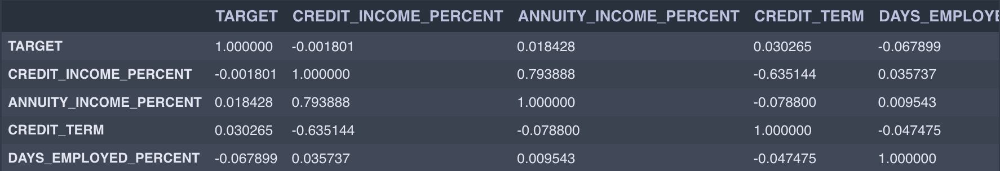 TARGET CREDIT_INCOME_PERCENT ANNUITY_INCOME_PERCENT CREDIT_TERM DAYS_EMPLOYE
TARGET 1.000000 -0.001801 0.018428 0.030265 -0.067899
CREDIT_INCOME_PERCENT -0.001801 1.000000 0.793888 -0.635144 0.035737
ANNUITY_INCOME_PERCENT 0.018428 0.793888 1.000000 -0.078800 0.009543
CREDIT_TERM 0.030265 -0.635144 -0.078800 1.000000 -0.047475
DAYS_EMPLOYED_PERCENT -0.067899 0.035737 0.009543 -0.047475 1.000000